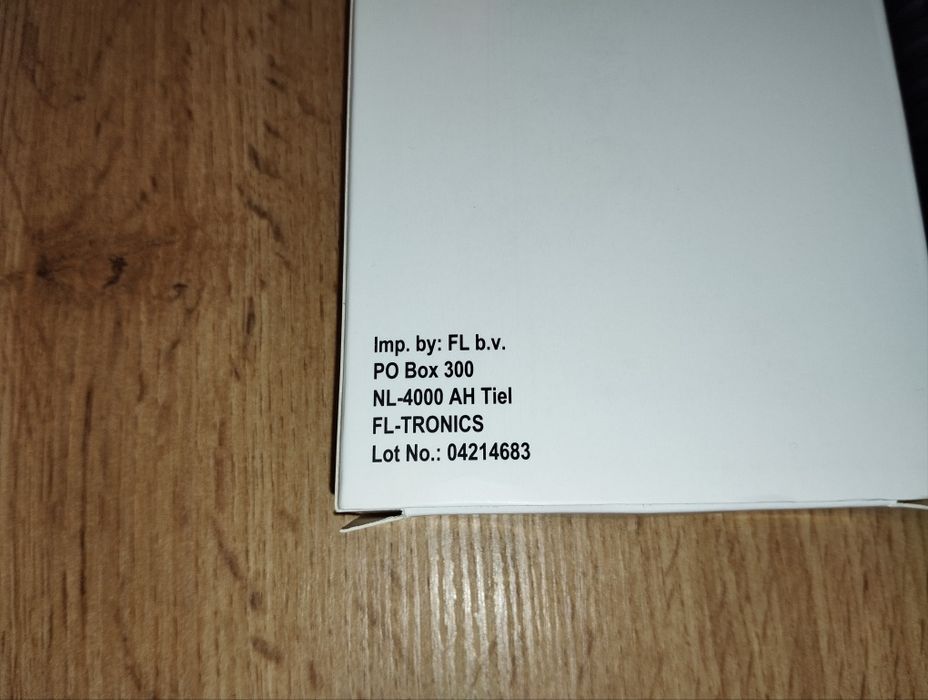 Imp. by: FL b.v.
PO Box 300
NL-4000 AH Tiel
FL-TRONICS
Lot No.: 04214683